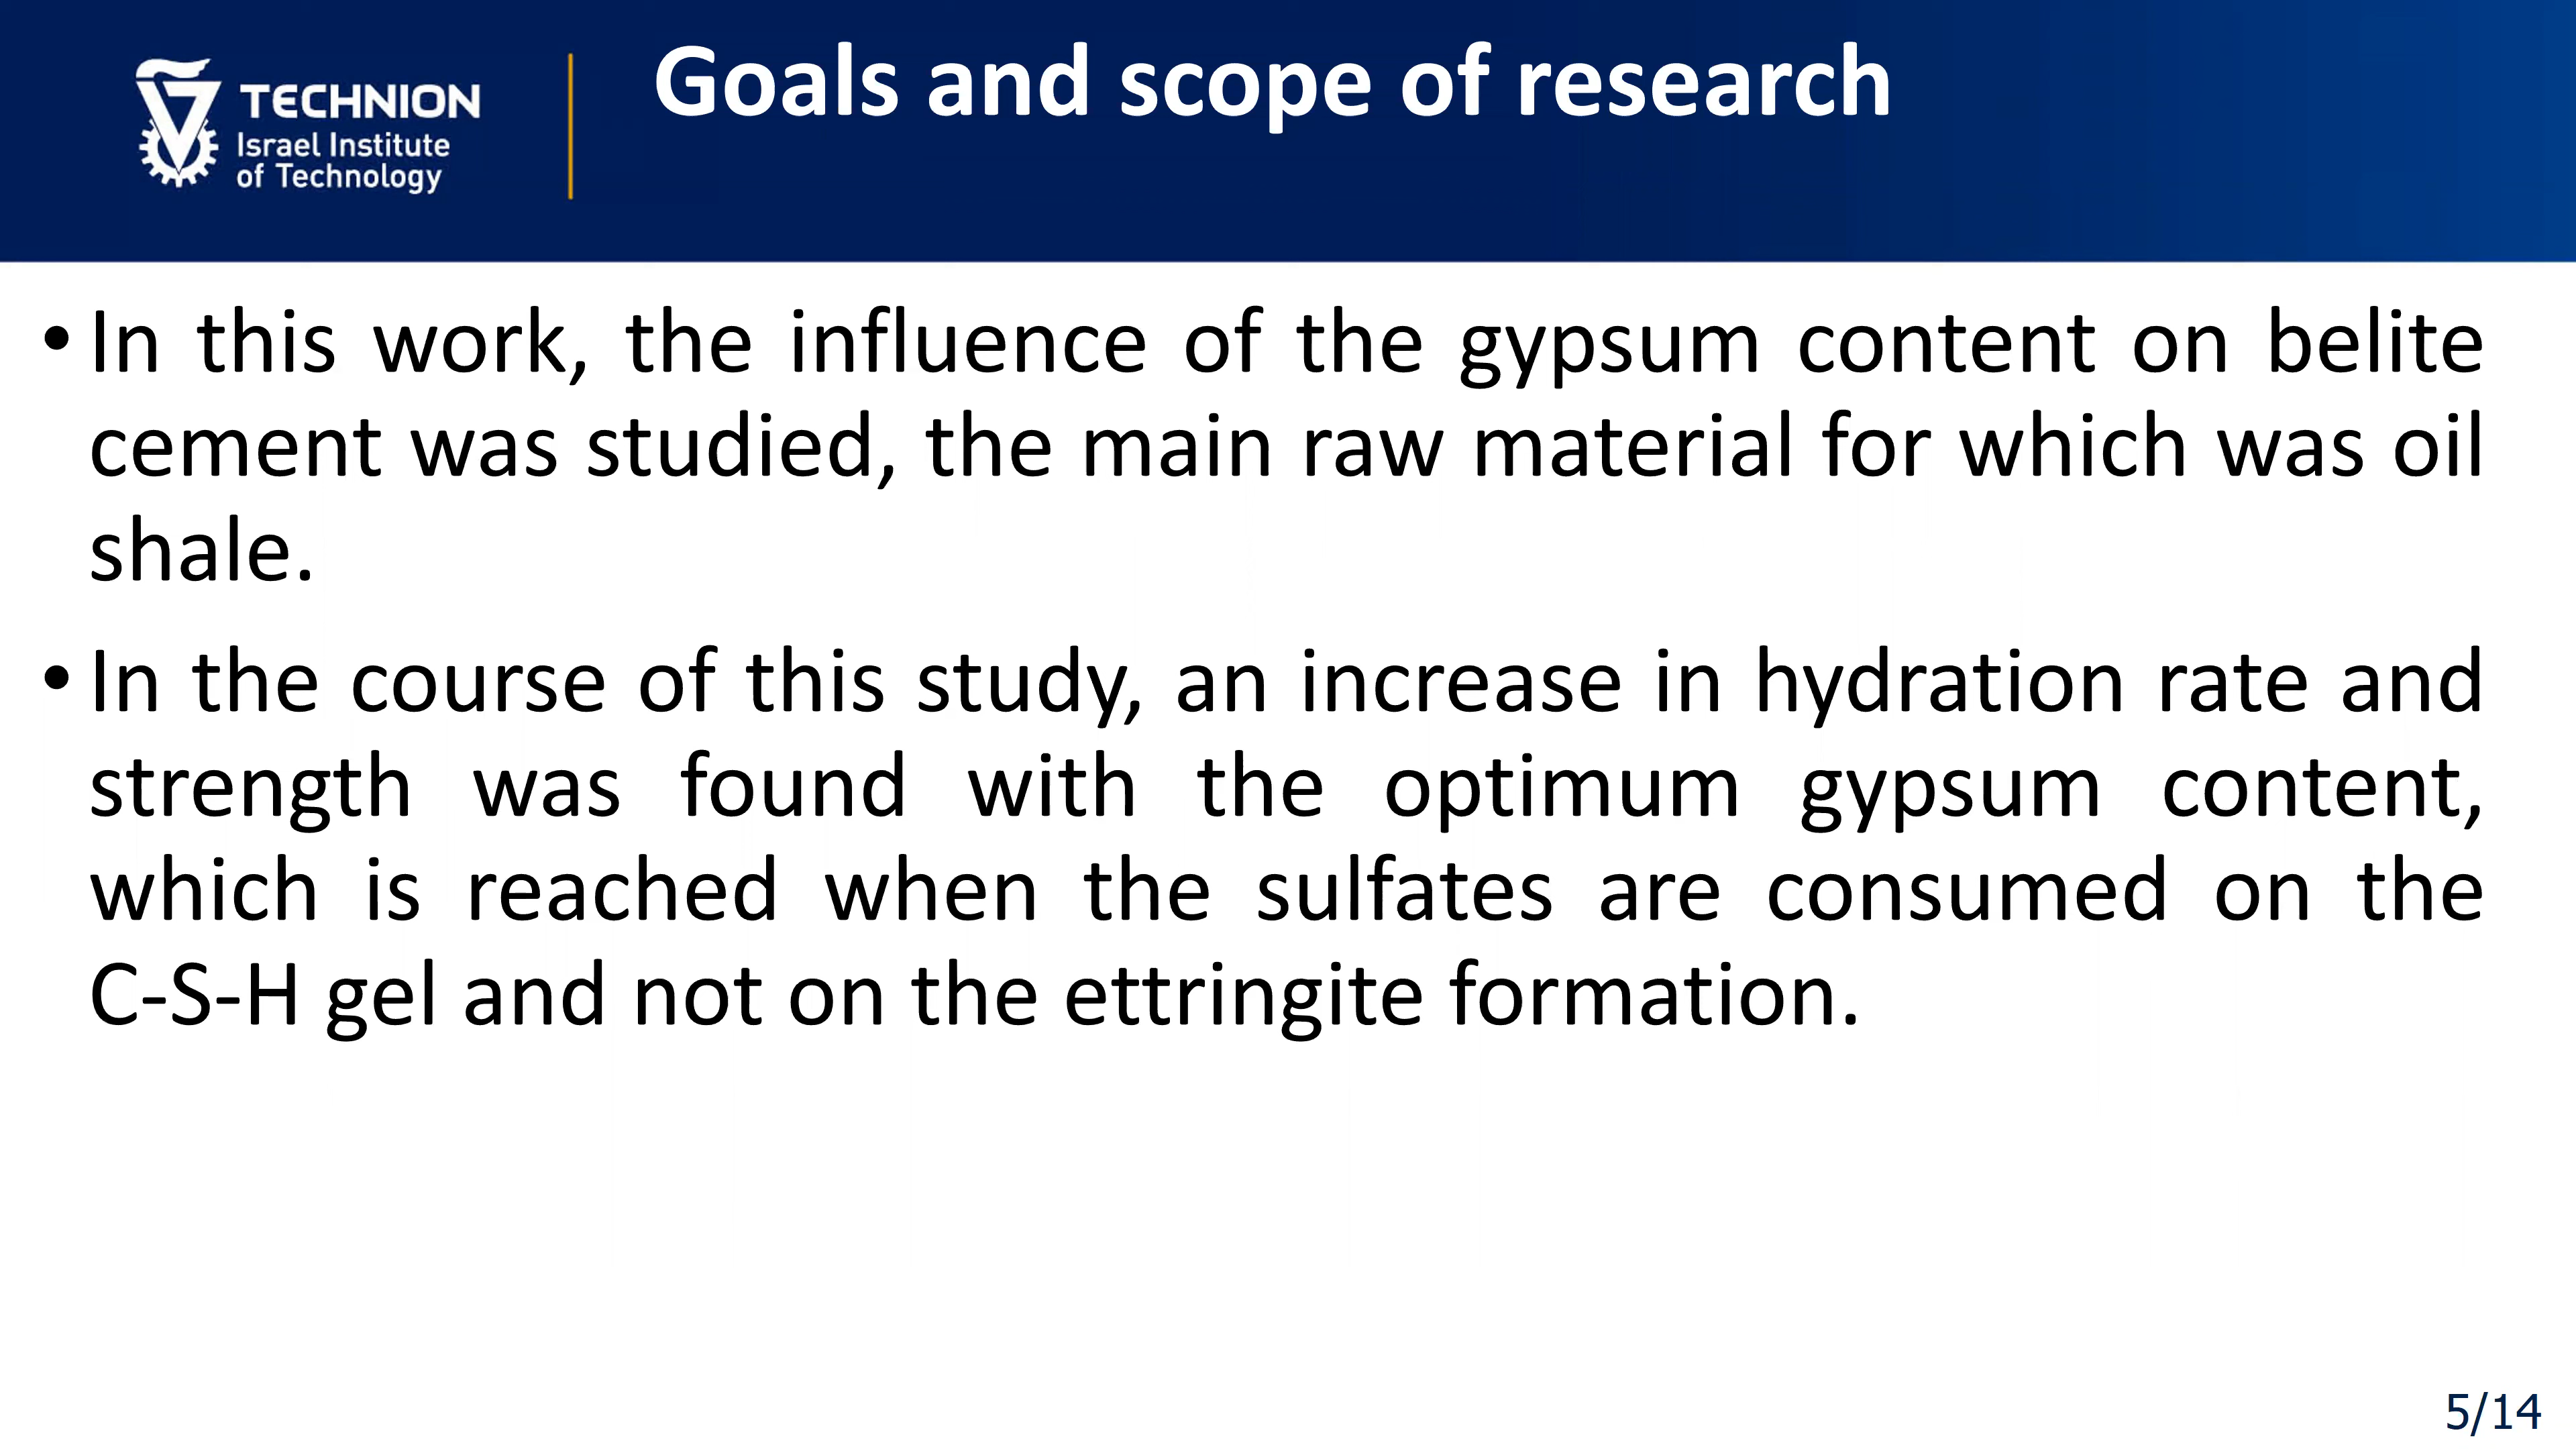 TECHNION
Israel Institute
of Technology
Goals and scope of research
• In this work, the influence of the gypsum content on belite
cement was studied, the main raw material for which was oil
shale.
• In the course of this study, an increase in hydration rate and
strength was found with the optimum gypsum content,
which is reached when the sulfates are consumed on the
C-S-H gel and not on the ettringite formation.
5/14